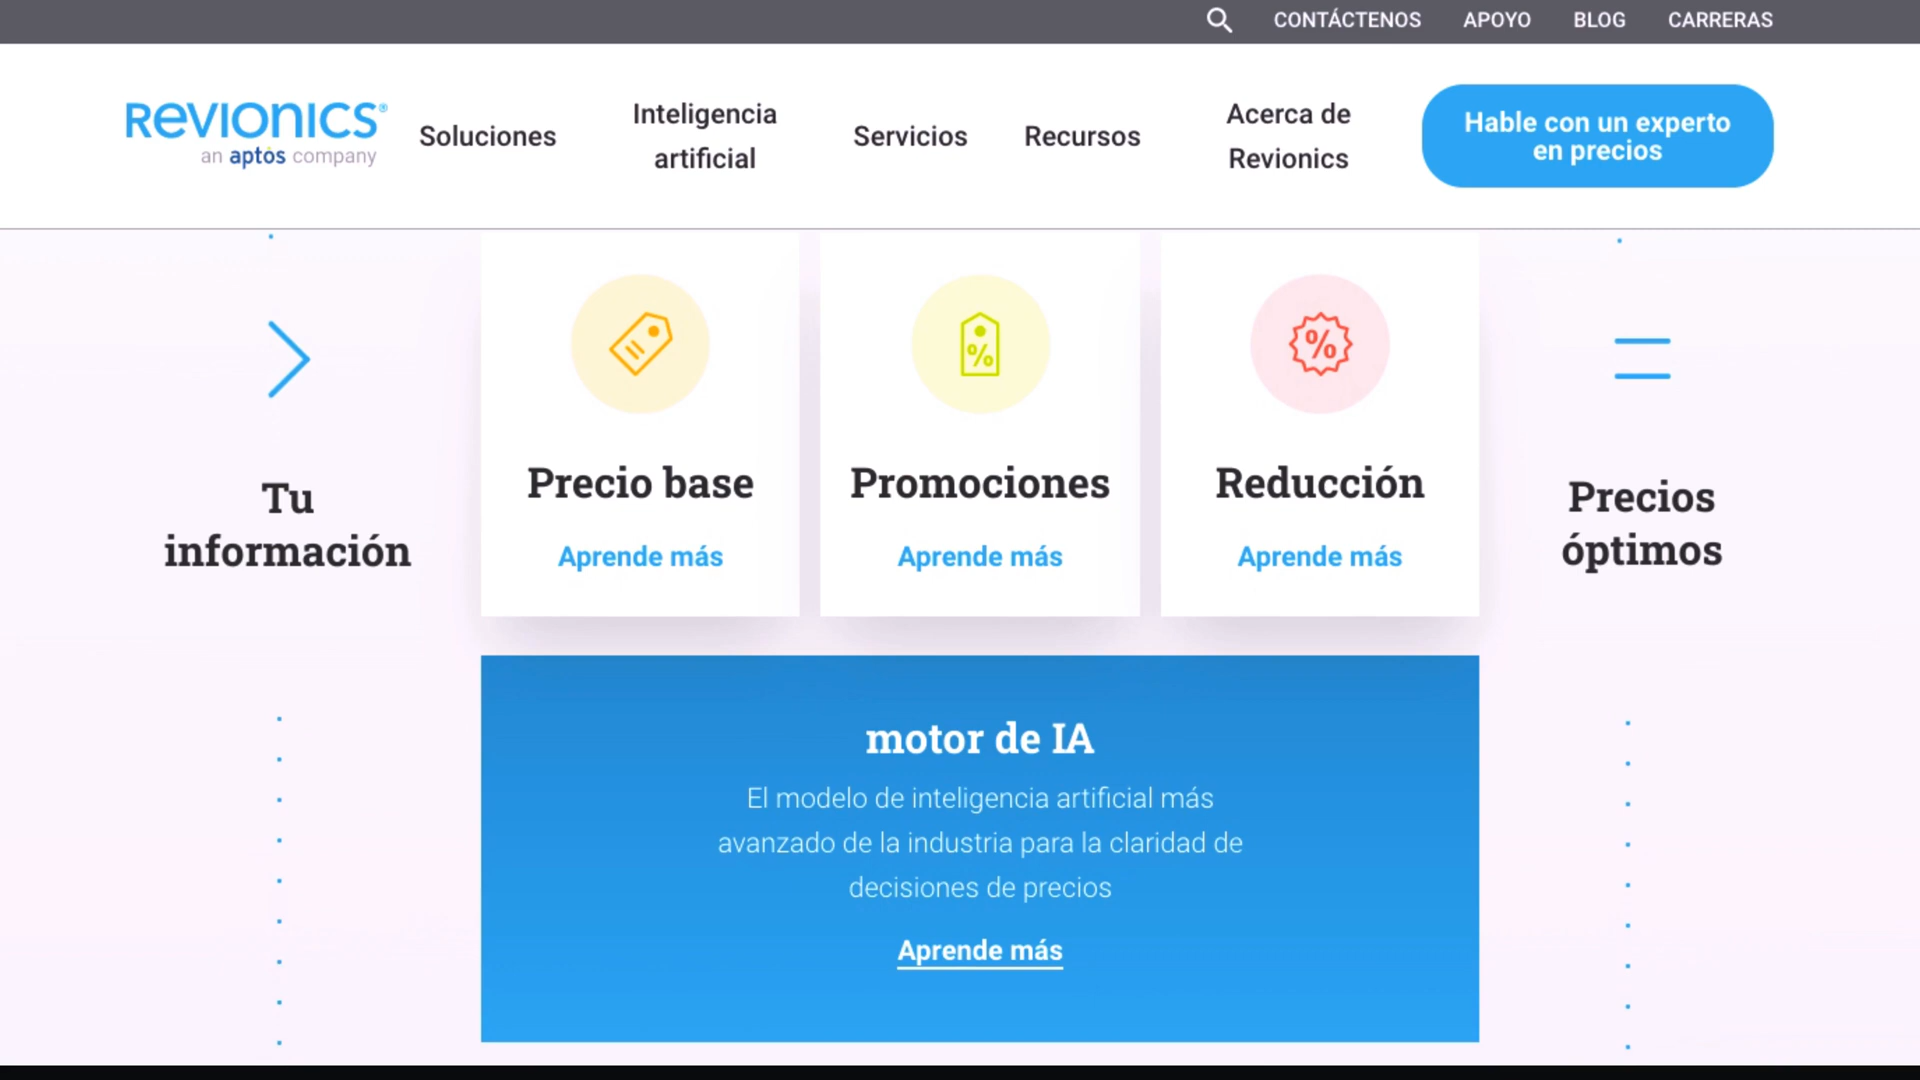 CONTÁCTENOS APOYO BLOG CARRERAS
REVIONICS®
an aptos company
Soluciones
Inteligencia
artificial
Servicios
Recursos
Acerca de
Revionics
Hable con un experto
en precios
Tu
información
Precio base
Aprende más
%
Promociones
Aprende más
%
Reducción
Aprende más
Precios
óptimos
motor de IA
El modelo de inteligencia artificial más
avanzado de la industria para la claridad de
decisiones de precios
Aprende más